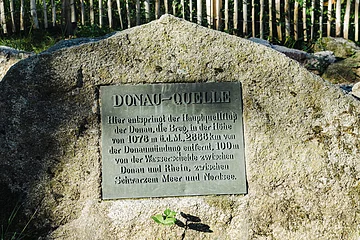 DONAU-QUELLE
Hier entspringt der Hauptquellfluß
der Donau, die Breg, in der Höhe
von 1078 m ü.d.M. 2888 km von
der Donaumündung entfernt, 100 m
von der Wasserscheide zwischen
Donau und Rhein, zwischen
Schwarzem Meer und Nordsee.